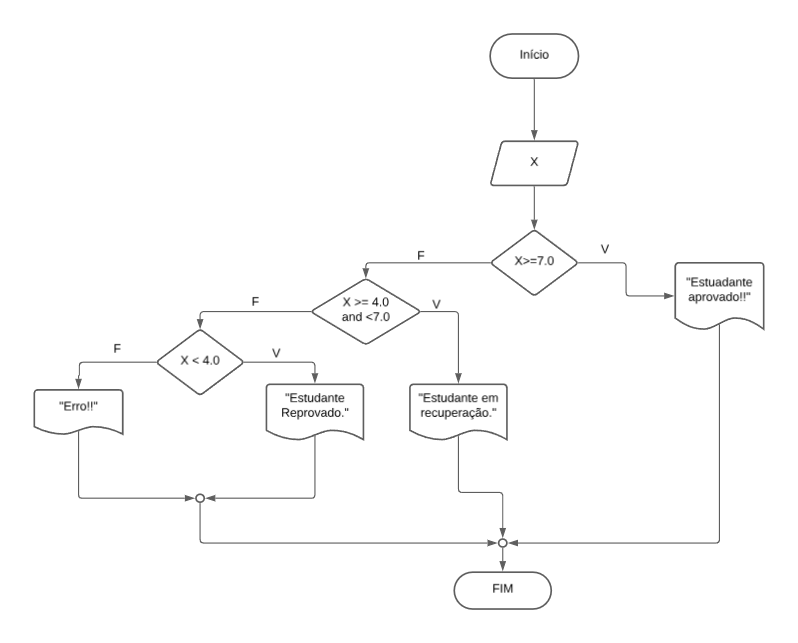 Início
X
X>=7.0
V
F
"Estuadante
aprovado!!"
X >= 4.0
and <7.0
F
V
X < 4.0
F
V
"Erro!!"
"Estudante
Reprovado."
"Estudante em
recuperação."
FIM